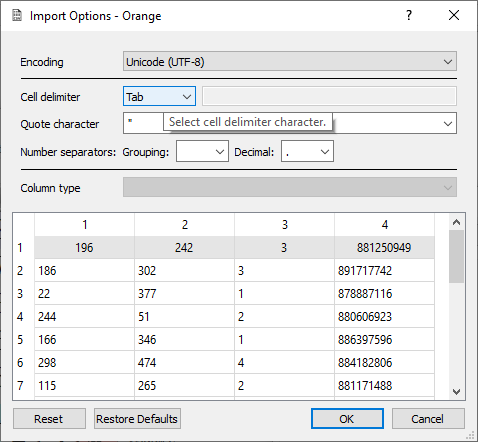 Import Options - Orange
Encoding Unicode (UTF-8)
Cell delimiter Tab
Quote character "
Select cell delimiter character.
Number separators: Grouping: Decimal: .
Column type
1 2 3 4
1 196 242 3 881250949
2 186 302 3 891717742
3 22 377 1 878887116
4 244 51 2 880606923
5 166 346 1 886397596
6 298 474 4 884182806
7 115 265 2 881171488
Reset Restore Defaults OK Cancel